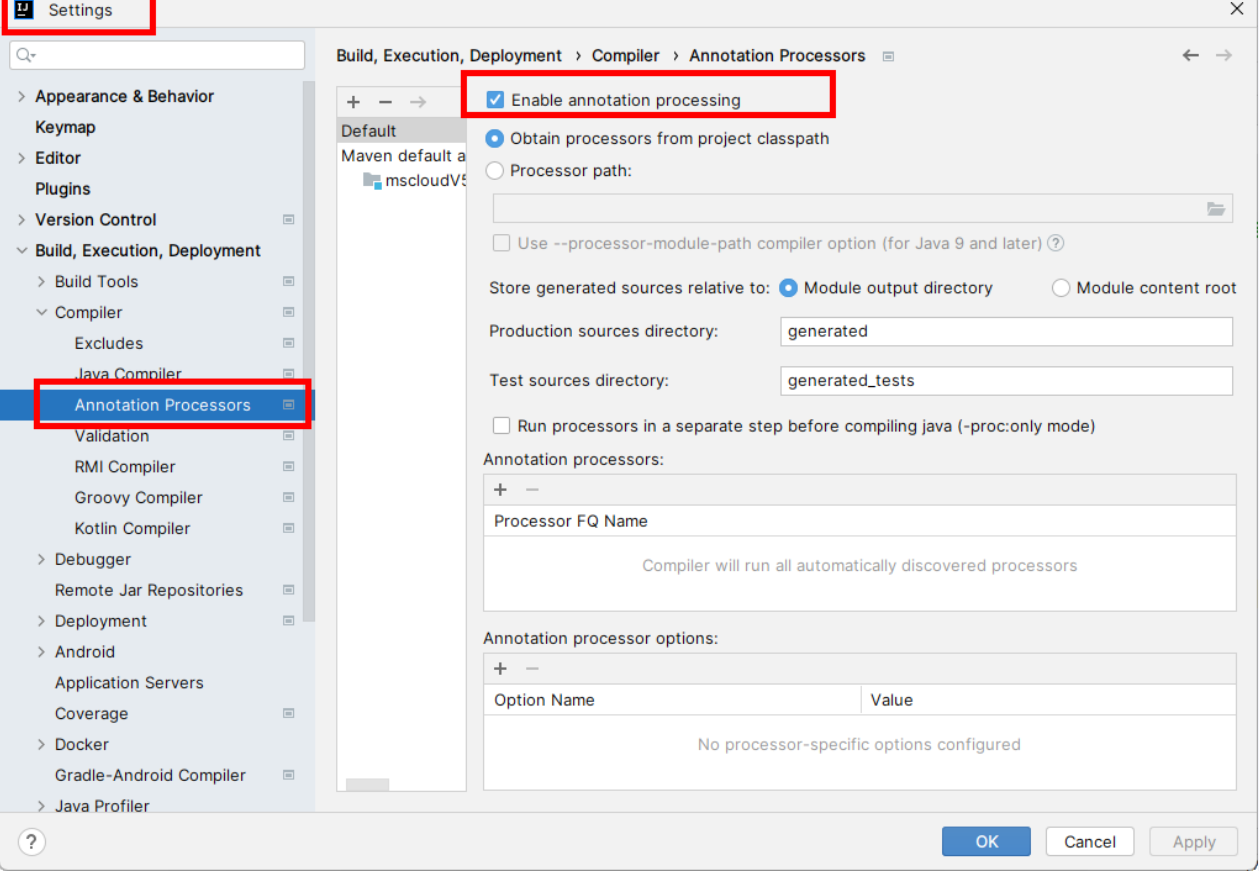 IJ Settings
Build, Execution, Deployment › Compiler › Annotation Processors
Appearance & Behavior
Keymap
Editor
Plugins
Version Control
Build, Execution, Deployment
Build Tools
Compiler
Excludes
Java Compiler
Annotation Processors
Validation
RMI Compiler
Groovy Compiler
Kotlin Compiler
Debugger
Remote Jar Repositories
Deployment
Android
Application Servers
Coverage
Docker
Gradle-Android Compiler
Java Profiler
Default
Maven default a
mscloudV5
Enable annotation processing
Obtain processors from project classpath
Processor path:
Use --processor-module-path compiler option (for Java 9 and later) ?
Store generated sources relative to: Module output directory Module content root
Production sources directory: generated
Test sources directory: generated_tests
Run processors in a separate step before compiling java (-proc:only mode)
Annotation processors:
Processor FQ Name
Compiler will run all automatically discovered processors
Annotation processor options:
Option Name Value
No processor-specific options configured
? OK Cancel Apply